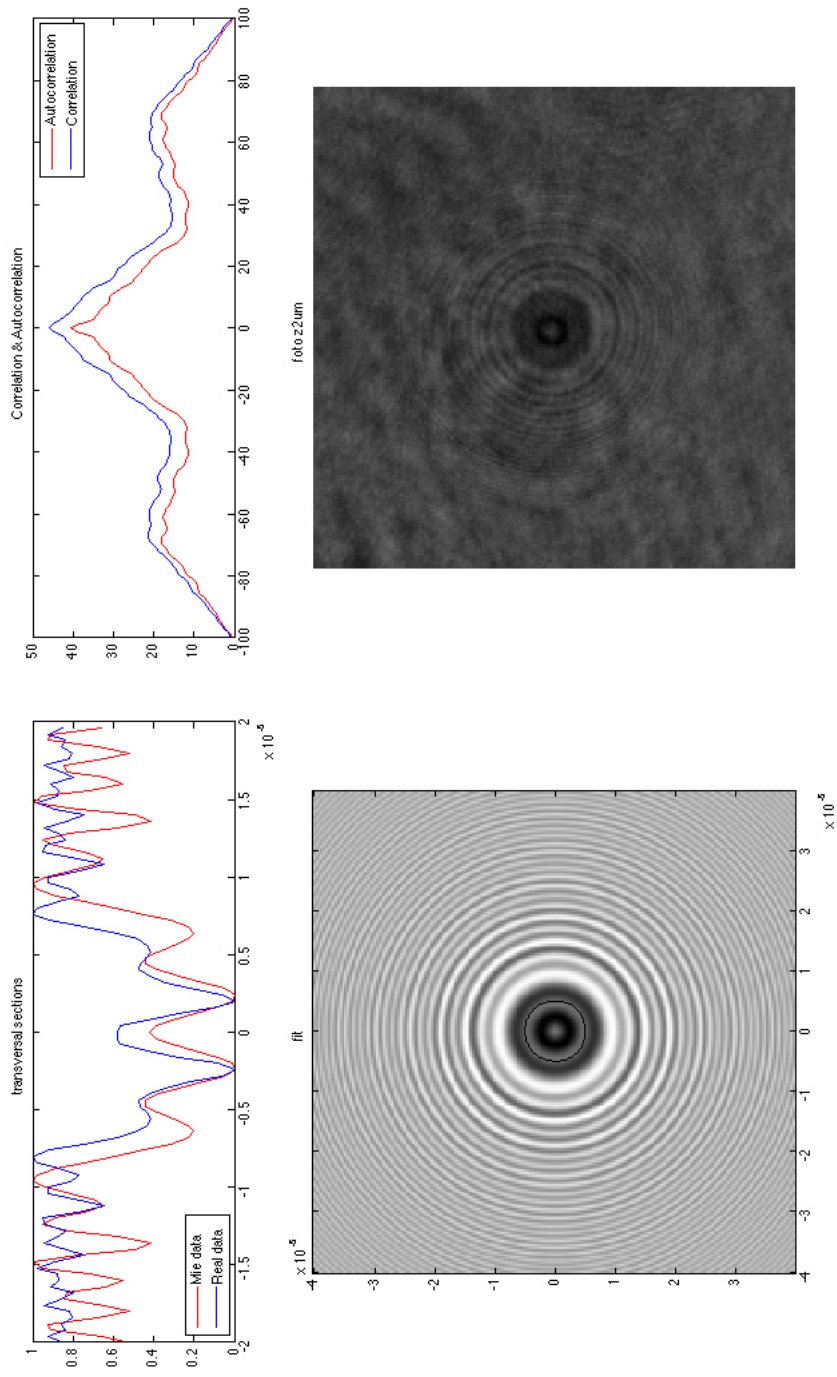 transversal sections
1
0.8
0.6
0.4
0.2
0
-2 -1.5 -1 -0.5 0 0.5 1 1.5 2
x 10⁻⁵
Mie data
Real data
Correlation & Autocorrelation
50
40
30
20
10
0
-100 -80 -60 -40 -20 0 20 40 60 80 100
Autocorrelation
Correlation
x 10⁻⁵
fit
-4
-3
-2
-1
0
1
2
3
-4 -3 -2 -1 0 1 2 3
x 10⁻⁵
foto z2um